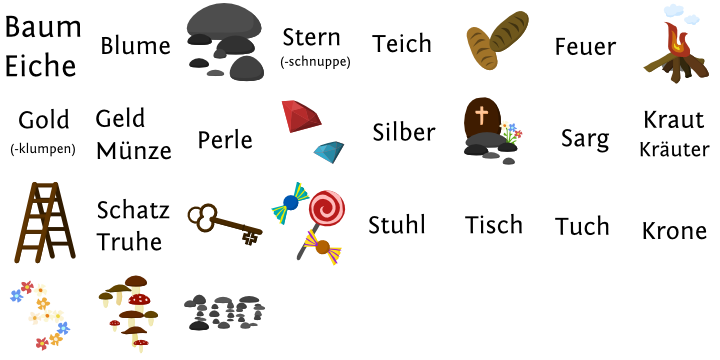 Baum
Eiche
Blume
Stern
(-schnuppe)
Teich
Feuer
Gold
(-klumpen)
Geld
Münze
Perle
Silber
Sarg
Kraut
Kräuter
Schatz
Truhe
Stuhl
Tisch
Tuch
Krone
100